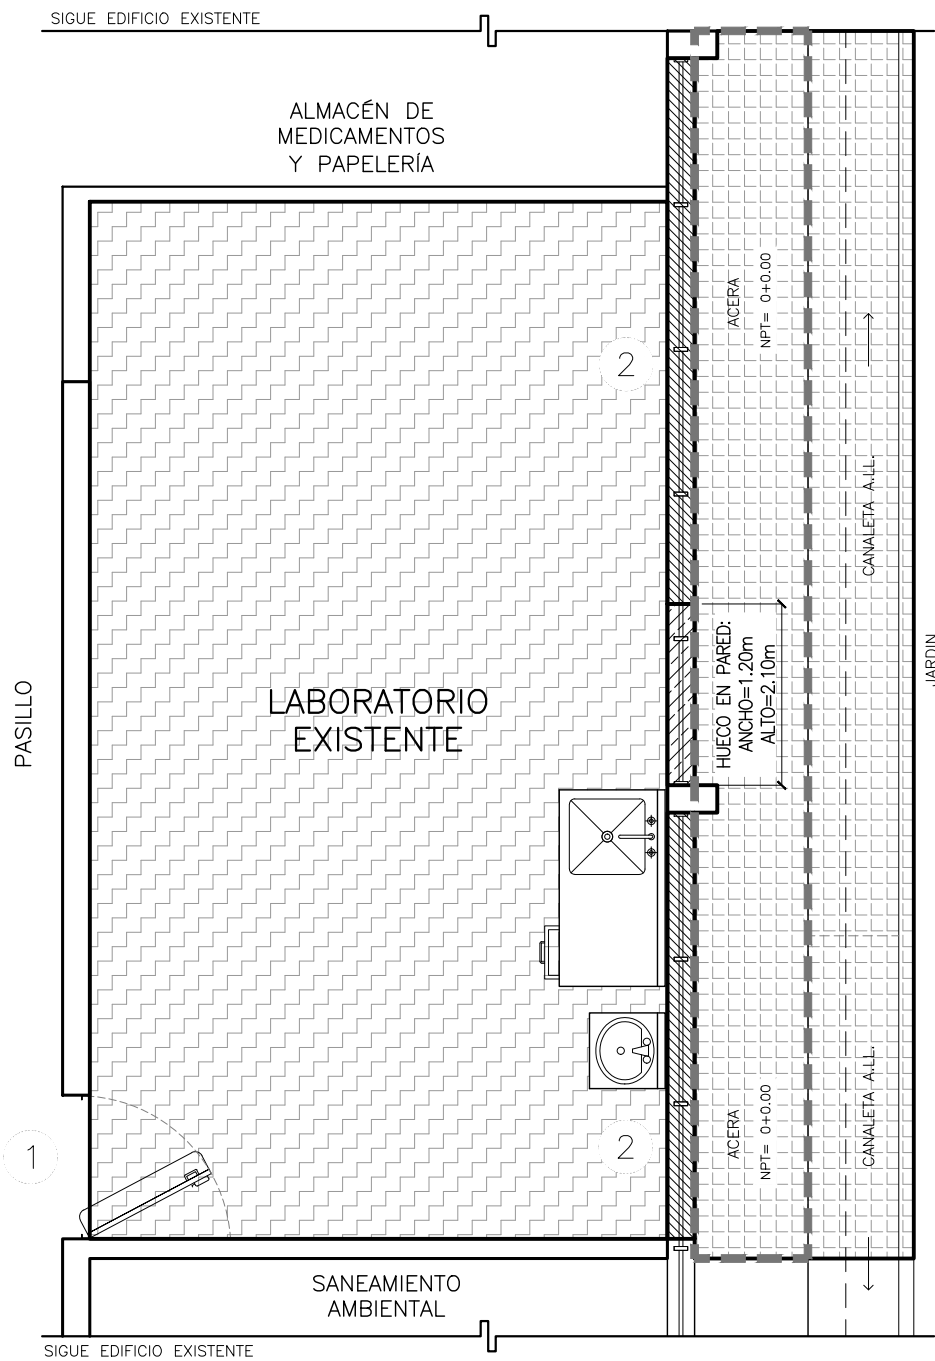 SIGUE EDIFICIO EXISTENTE
ALMACÉN DE
MEDICAMENTOS
Y PAPELERÍA
ACERA
NPT= 0+0.00
2
CANALETA A.LL.
HUECO EN PARED:
ANCHO=1.20m
ALTO=2.10m
JARDIN
PASILLO
LABORATORIO
EXISTENTE
ACERA
NPT= 0+0.00
CANALETA A.LL.
2
1
SANEAMIENTO
AMBIENTAL
SIGUE EDIFICIO EXISTENTE